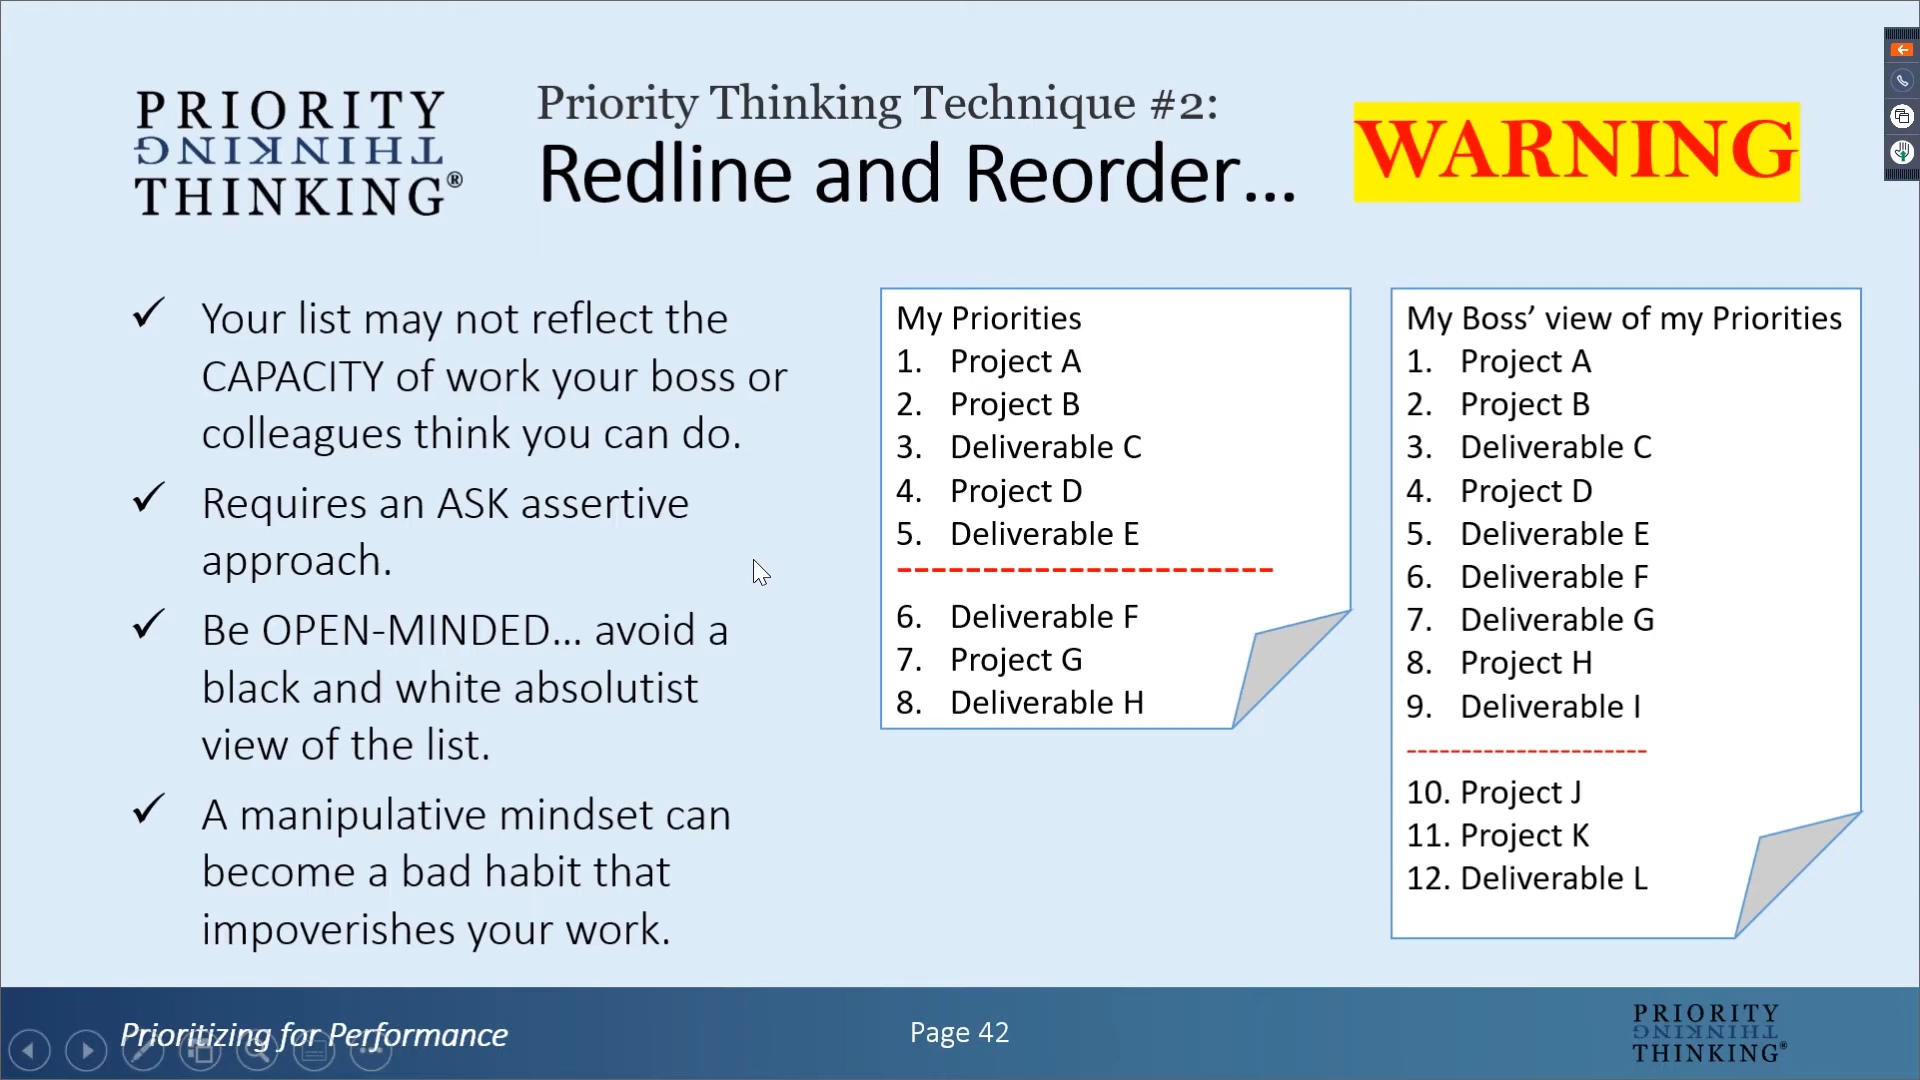 PRIORITY
THINKING
THINKING®
Priority Thinking Technique #2:
Redline and Reorder...
WARNING
✓ Your list may not reflect the
CAPACITY of work your boss or
colleagues think you can do.
✓ Requires an ASK assertive
approach.
✓ Be OPEN-MINDED... avoid a
black and white absolutist
view of the list.
✓ A manipulative mindset can
become a bad habit that
impoverishes your work.
My Priorities
1. Project A
2. Project B
3. Deliverable C
4. Project D
5. Deliverable E
----------------------
6. Deliverable F
7. Project G
8. Deliverable H
My Boss’ view of my Priorities
1. Project A
2. Project B
3. Deliverable C
4. Project D
5. Deliverable E
6. Deliverable F
7. Deliverable G
8. Project H
9. Deliverable I
----------------------
10. Project J
11. Project K
12. Deliverable L
Prioritizing for Performance
Page 42
PRIORITY
THINKING
THINKING®